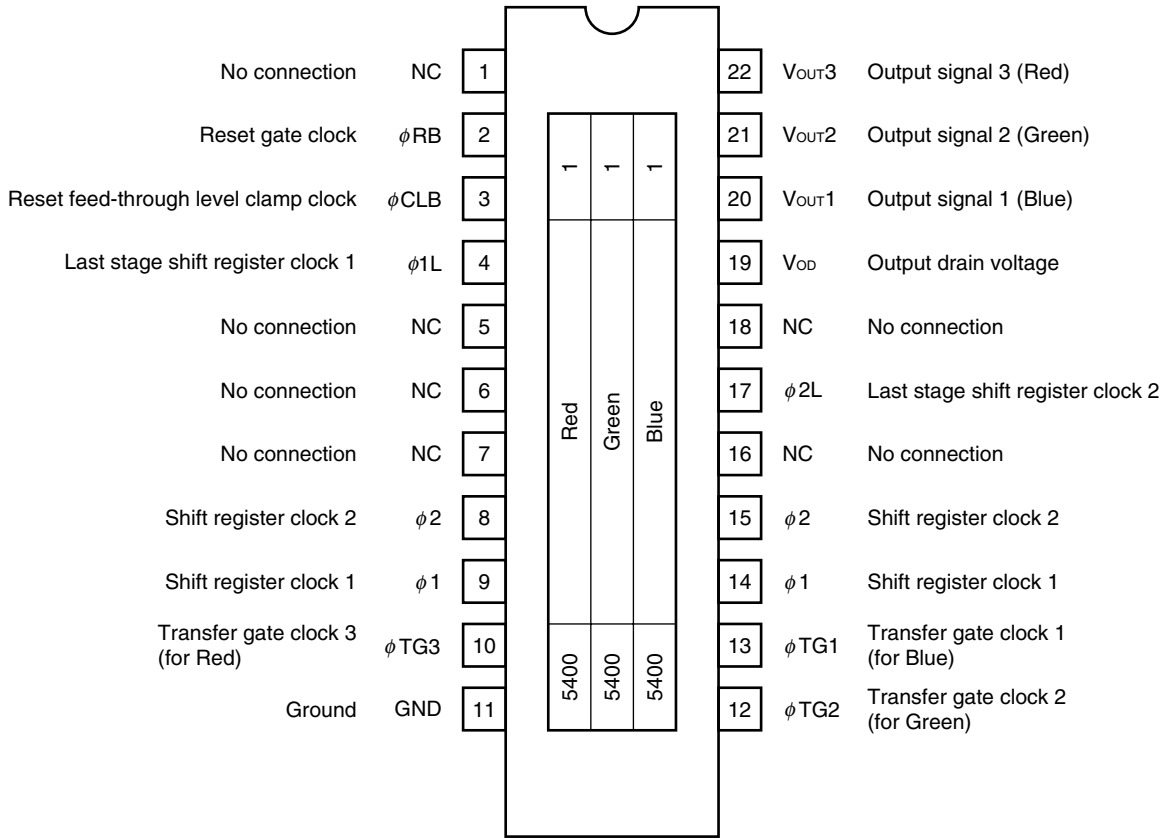 No connection NC 1
Reset gate clock φRB 2
Reset feed-through level clamp clock φCLB 3
Last stage shift register clock 1 φ1L 4
No connection NC 5
No connection NC 6
No connection NC 7
Shift register clock 2 φ2 8
Shift register clock 1 φ1 9
Transfer gate clock 3
(for Red) φTG3 10
Ground GND 11
1 1 1
Red Green Blue
5400 5400 5400
22 VOUT3 Output signal 3 (Red)
21 VOUT2 Output signal 2 (Green)
20 VOUT1 Output signal 1 (Blue)
19 VOD Output drain voltage
18 NC No connection
17 φ2L Last stage shift register clock 2
16 NC No connection
15 φ2 Shift register clock 2
14 φ1 Shift register clock 1
13 φTG1 Transfer gate clock 1
(for Blue)
12 φTG2 Transfer gate clock 2
(for Green)